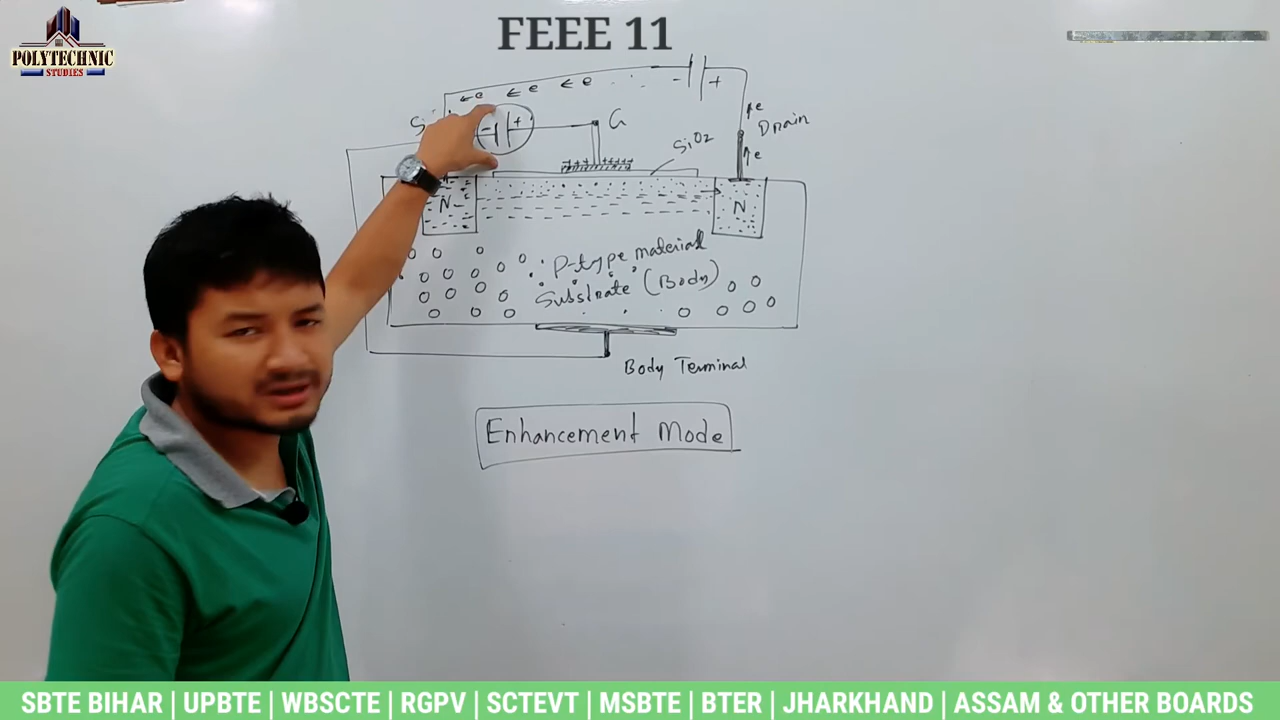 FEEE 11
POLYTECHNIC
STUDIES
← e ← e ← e
- +
e
Drain
e
S
- +
G
SiO2
N
N
P-type material
Substrate (Body)
Body Terminal
Enhancement Mode
SBTE BIHAR | UPBTE | WBSCTE | RGPV | SCTEVT | MSBTE | BTER | JHARKHAND | ASSAM & OTHER BOARDS